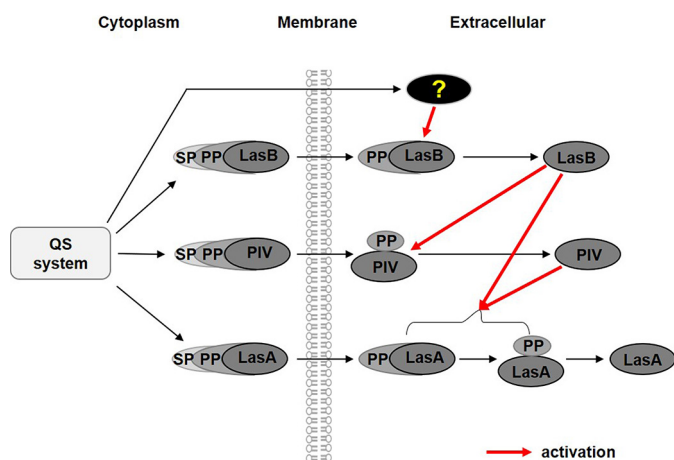 Cytoplasm Membrane Extracellular
?
SP PP LasB PP LasB LasB
QS
system
SP PP PIV PP
PIV PIV
SP PP LasA PP LasA PP
LasA LasA
activation